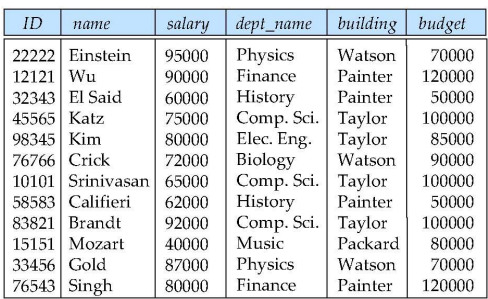 ID name salary dept_name building budget
22222 Einstein 95000 Physics Watson 70000
12121 Wu 90000 Finance Painter 120000
32343 El Said 60000 History Painter 50000
45565 Katz 75000 Comp. Sci. Taylor 100000
98345 Kim 80000 Elec. Eng. Taylor 85000
76766 Crick 72000 Biology Watson 90000
10101 Srinivasan 65000 Comp. Sci. Taylor 100000
58583 Califieri 62000 History Painter 50000
83821 Brandt 92000 Comp. Sci. Taylor 100000
15151 Mozart 40000 Music Packard 80000
33456 Gold 87000 Physics Watson 70000
76543 Singh 80000 Finance Painter 120000